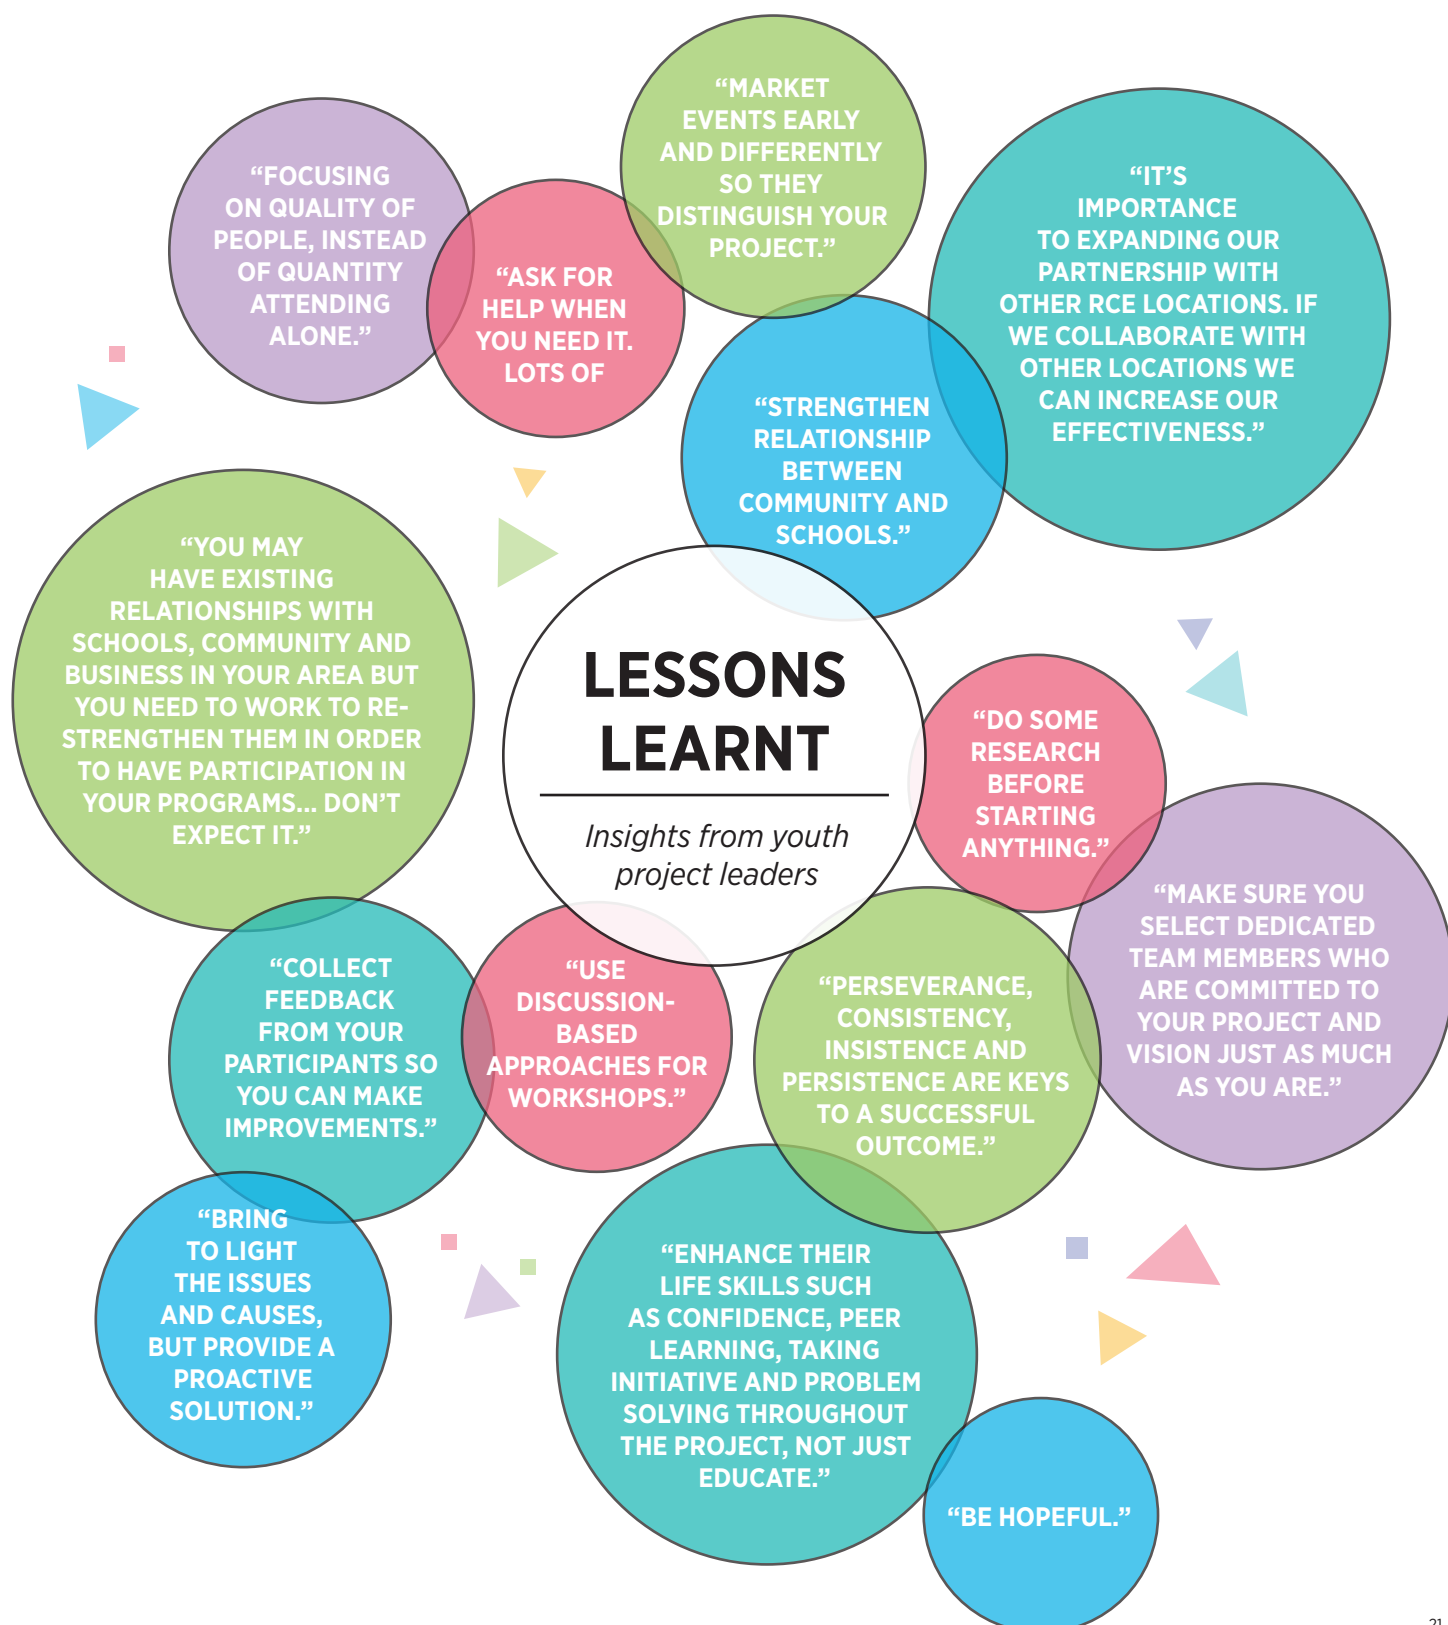 “MARKET
EVENTS EARLY
AND DIFFERENTLY
SO THEY
DISTINGUISH YOUR
PROJECT.”
“FOCUSING
ON QUALITY OF
PEOPLE, INSTEAD
OF QUANTITY
ATTENDING
ALONE.”
“ASK FOR
HELP WHEN
YOU NEED IT.
LOTS OF
“IT’S
IMPORTANCE
TO EXPANDING OUR
PARTNERSHIP WITH
OTHER RCE LOCATIONS. IF
WE COLLABORATE WITH
OTHER LOCATIONS WE
CAN INCREASE OUR
EFFECTIVENESS.”
“STRENGTHEN
RELATIONSHIP
BETWEEN
COMMUNITY AND
SCHOOLS.”
“YOU MAY
HAVE EXISTING
RELATIONSHIPS WITH
SCHOOLS, COMMUNITY AND
BUSINESS IN YOUR AREA BUT
YOU NEED TO WORK TO RE-
STRENGTHEN THEM IN ORDER
TO HAVE PARTICIPATION IN
YOUR PROGRAMS... DON’T
EXPECT IT.”
LESSONS
LEARNT
Insights from youth
project leaders
“DO SOME
RESEARCH
BEFORE
STARTING
ANYTHING.”
“MAKE SURE YOU
SELECT DEDICATED
TEAM MEMBERS WHO
ARE COMMITTED TO
YOUR PROJECT AND
VISION JUST AS MUCH
AS YOU ARE.”
“COLLECT
FEEDBACK
FROM YOUR
PARTICIPANTS SO
YOU CAN MAKE
IMPROVEMENTS.”
“USE
DISCUSSION-
BASED
APPROACHES FOR
WORKSHOPS.”
“PERSEVERANCE,
CONSISTENCY,
INSISTENCE AND
PERSISTENCE ARE KEYS
TO A SUCCESSFUL
OUTCOME.”
“BRING
TO LIGHT
THE ISSUES
AND CAUSES,
BUT PROVIDE A
PROACTIVE
SOLUTION.”
“ENHANCE THEIR
LIFE SKILLS SUCH
AS CONFIDENCE, PEER
LEARNING, TAKING
INITIATIVE AND PROBLEM
SOLVING THROUGHOUT
THE PROJECT, NOT JUST
EDUCATE.”
“BE HOPEFUL.”
21